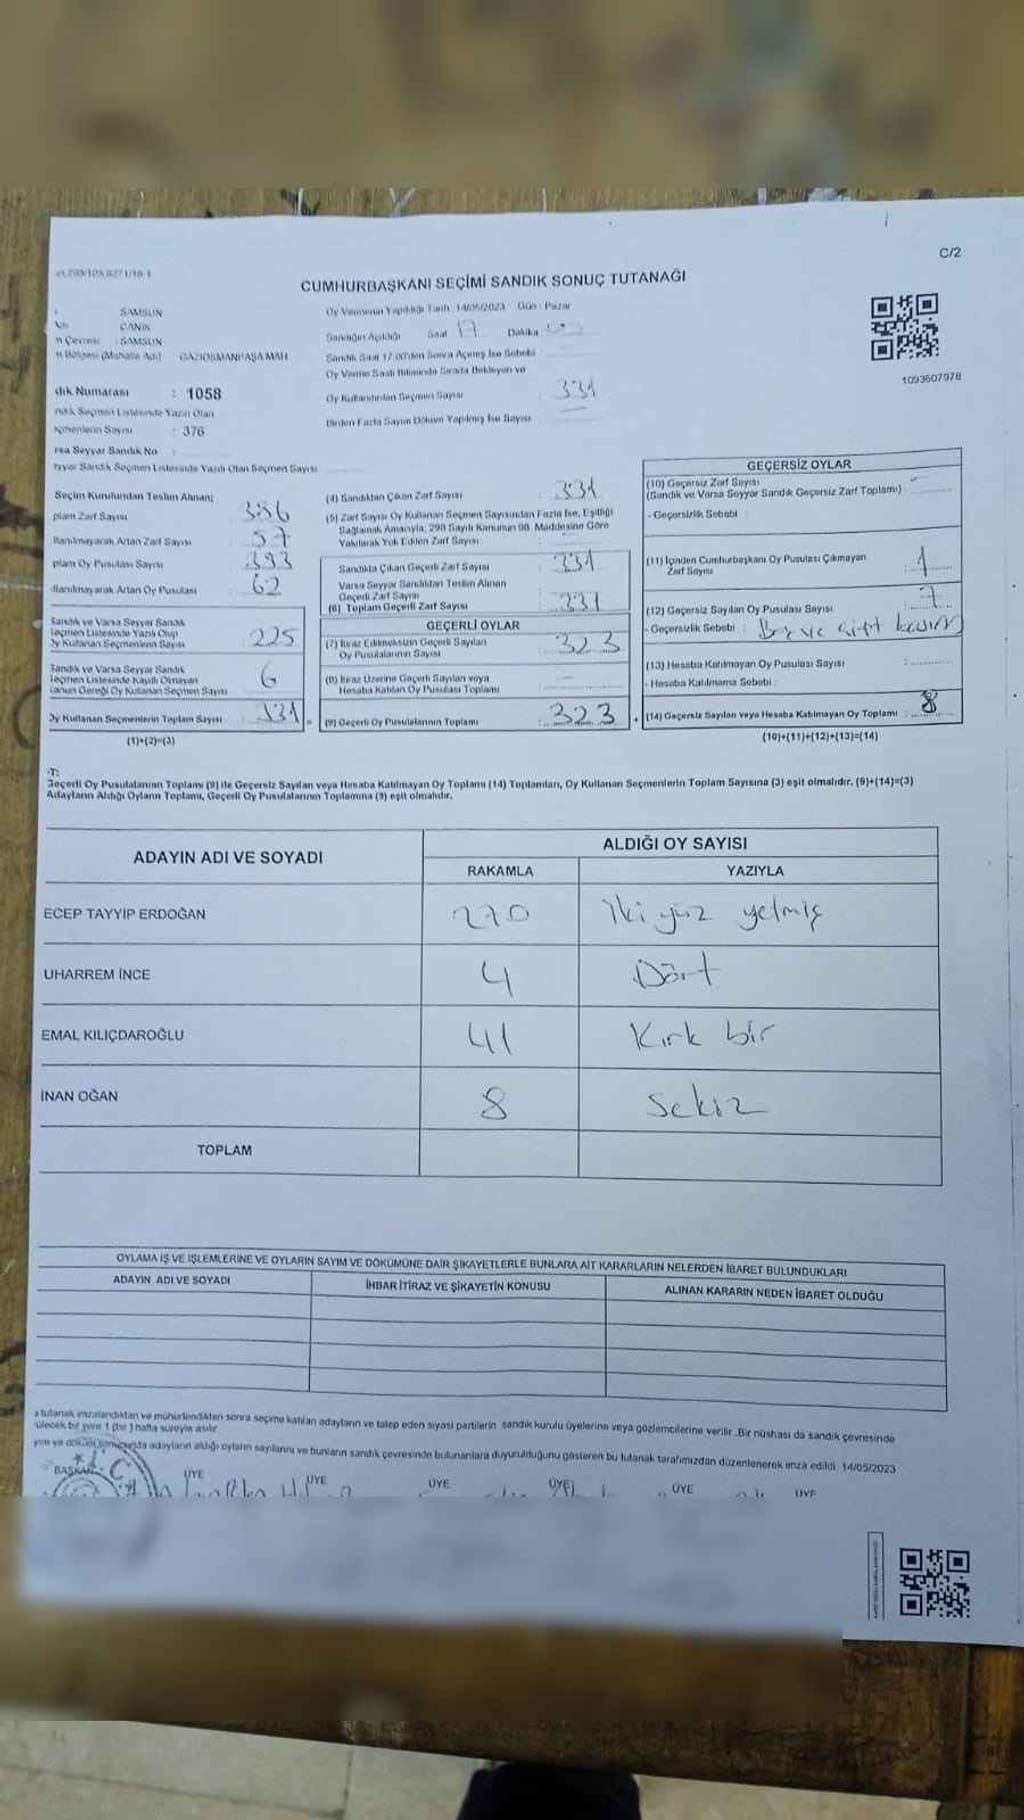 C/2
CUMHURBAŞKANI SEÇİMİ SANDIK SONUÇ TUTANAĞI
SAMSUN
CANİK
n Çevresi : SAMSUN
n Bölgesi (Mahalle Adı) GAZİOSMANPAŞA MAH.
dık Numarası : 1058
ndık Seçmen Listesinde Yazılı Olan
içmenlerin Sayısı : 376
rsa Seyyar Sandık No
yyar Sandık Seçmen Listesinde Yazılı Olan Seçmen Sayısı
Oy Vermenin Yapıldığı Tarih 14/05/2023 Gün : Pazar
Sandığın Açıldığı Saat 17 Dakika
Sandık Saat 17.00'den Sonra Açılmış İse Sebebi
Oy Verme Saati Bitiminde Sırada Bekleyen ve
Oy Kullandırılan Seçmen Sayısı 331
Birden Fazla Sayım Döküm Yapılmış İse Sayısı
1093607978
Seçim Kurulundan Teslim Alınan;
plam Zarf Sayısı 386
llanılmayarak Artan Zarf Sayısı 57
plam Oy Pusulası Sayısı 393
llanılmayarak Artan Oy Pusulası 62
Sandık ve Varsa Seyyar Sandık
Seçmen Listesinde Yazılı Olup
Oy Kullanan Seçmenlerin Sayısı 225
Sandık ve Varsa Seyyar Sandık
Seçmen Listesinde Kayıtlı Olmayan
Kanun Gereği Oy Kullanan Seçmen Sayısı 6
Oy Kullanan Seçmenlerin Toplam Sayısı 331
(1)+(2)=(3)
(4) Sandıktan Çıkan Zarf Sayısı : 331
(5) Zarf Sayısı Oy Kullanan Seçmen Sayısından Fazla İse, Eşitliği
Sağlamak Amacıyla, 298 Sayılı Kanunun 98. Maddesine Göre
Yakılarak Yok Edilen Zarf Sayısı
Sandıkta Çıkan Geçerli Zarf Sayısı : 331
Varsa Seyyar Sandıktan Teslim Alınan
Geçerli Zarf Sayısı
(6) Toplam Geçerli Zarf Sayısı : 331
GEÇERLİ OYLAR
(7) İtiraz Edilmeksizin Geçerli Sayılan
Oy Pusulalarının Sayısı : 323
(8) İtiraz Üzerine Geçerli Sayılan veya
Hesaba Katılan Oy Pusulası Toplamı
(9) Geçerli Oy Pusulalarının Toplamı : 323
GEÇERSİZ OYLAR
(10) Geçersiz Zarf Sayısı
(Sandık ve Varsa Seyyar Sandık Geçersiz Zarf Toplamı)
- Geçersizlik Sebebi :
(11) İçinden Cumhurbaşkanı Oy Pusulası Çıkmayan
Zarf Sayısı : 1
(12) Geçersiz Sayılan Oy Pusulası Sayısı 7
- Geçersizlik Sebebi : Boş ve çift
(13) Hesaba Katılmayan Oy Pusulası Sayısı :
- Hesaba Katılmama Sebebi :
(14) Geçersiz Sayılan veya Hesaba Katılmayan Oy Toplamı : 8
(10)+(11)+(12)+(13)=(14)
T:
Geçerli Oy Pusulalarının Toplamı (9) ile Geçersiz Sayılan veya Hesaba Katılmayan Oy Toplamı (14) Toplamları, Oy Kullanan Seçmenlerin Toplam Sayısına (3) eşit olmalıdır. (9)+(14)=(3)
Adayların Aldığı Oyların Toplamı, Geçerli Oy Pusulalarının Toplamına (9) eşit olmalıdır.
ADAYIN ADI VE SOYADI ALDIĞI OY SAYISI
RAKAMLA YAZIYLA
ECEP TAYYİP ERDOĞAN 270 İki yüz yetmiş
UHARREM İNCE 4 Dört
EMAL KILIÇDAROĞLU 41 Kırk bir
İNAN OĞAN 8 Sekiz
TOPLAM
OYLAMA İŞ VE İŞLEMLERİNE VE OYLARIN SAYIM VE DÖKÜMÜNE DAİR ŞİKAYETLERLE BUNLARA AİT KARARLARIN NELERDEN İBARET BULUNDUKLARI
ADAYIN ADI VE SOYADI İHBAR İTİRAZ VE ŞİKAYETİN KONUSU ALINAN KARARIN NEDEN İBARET OLDUĞU
tutanak imzalandıktan ve mühürlendikten sonra seçime katılan adayların ve talep eden siyasi partilerin sandık kurulu üyelerine veya gözlemcilerine verilir. Bir nüshası da sandık çevresinde
ülecek bir yere 1 (bir) hafta süreyle asılır
yım ve döküm sonucunda adayların aldığı oyların sayılarını ve bunların sandık çevresinde bulunanlara duyurulduğunu gösteren bu tutanak tarafımızdan düzenlenerek imza edildi. 14/05/2023
BAŞKAN ÜYE ÜYE ÜYE ÜYE ÜYE ÜYE